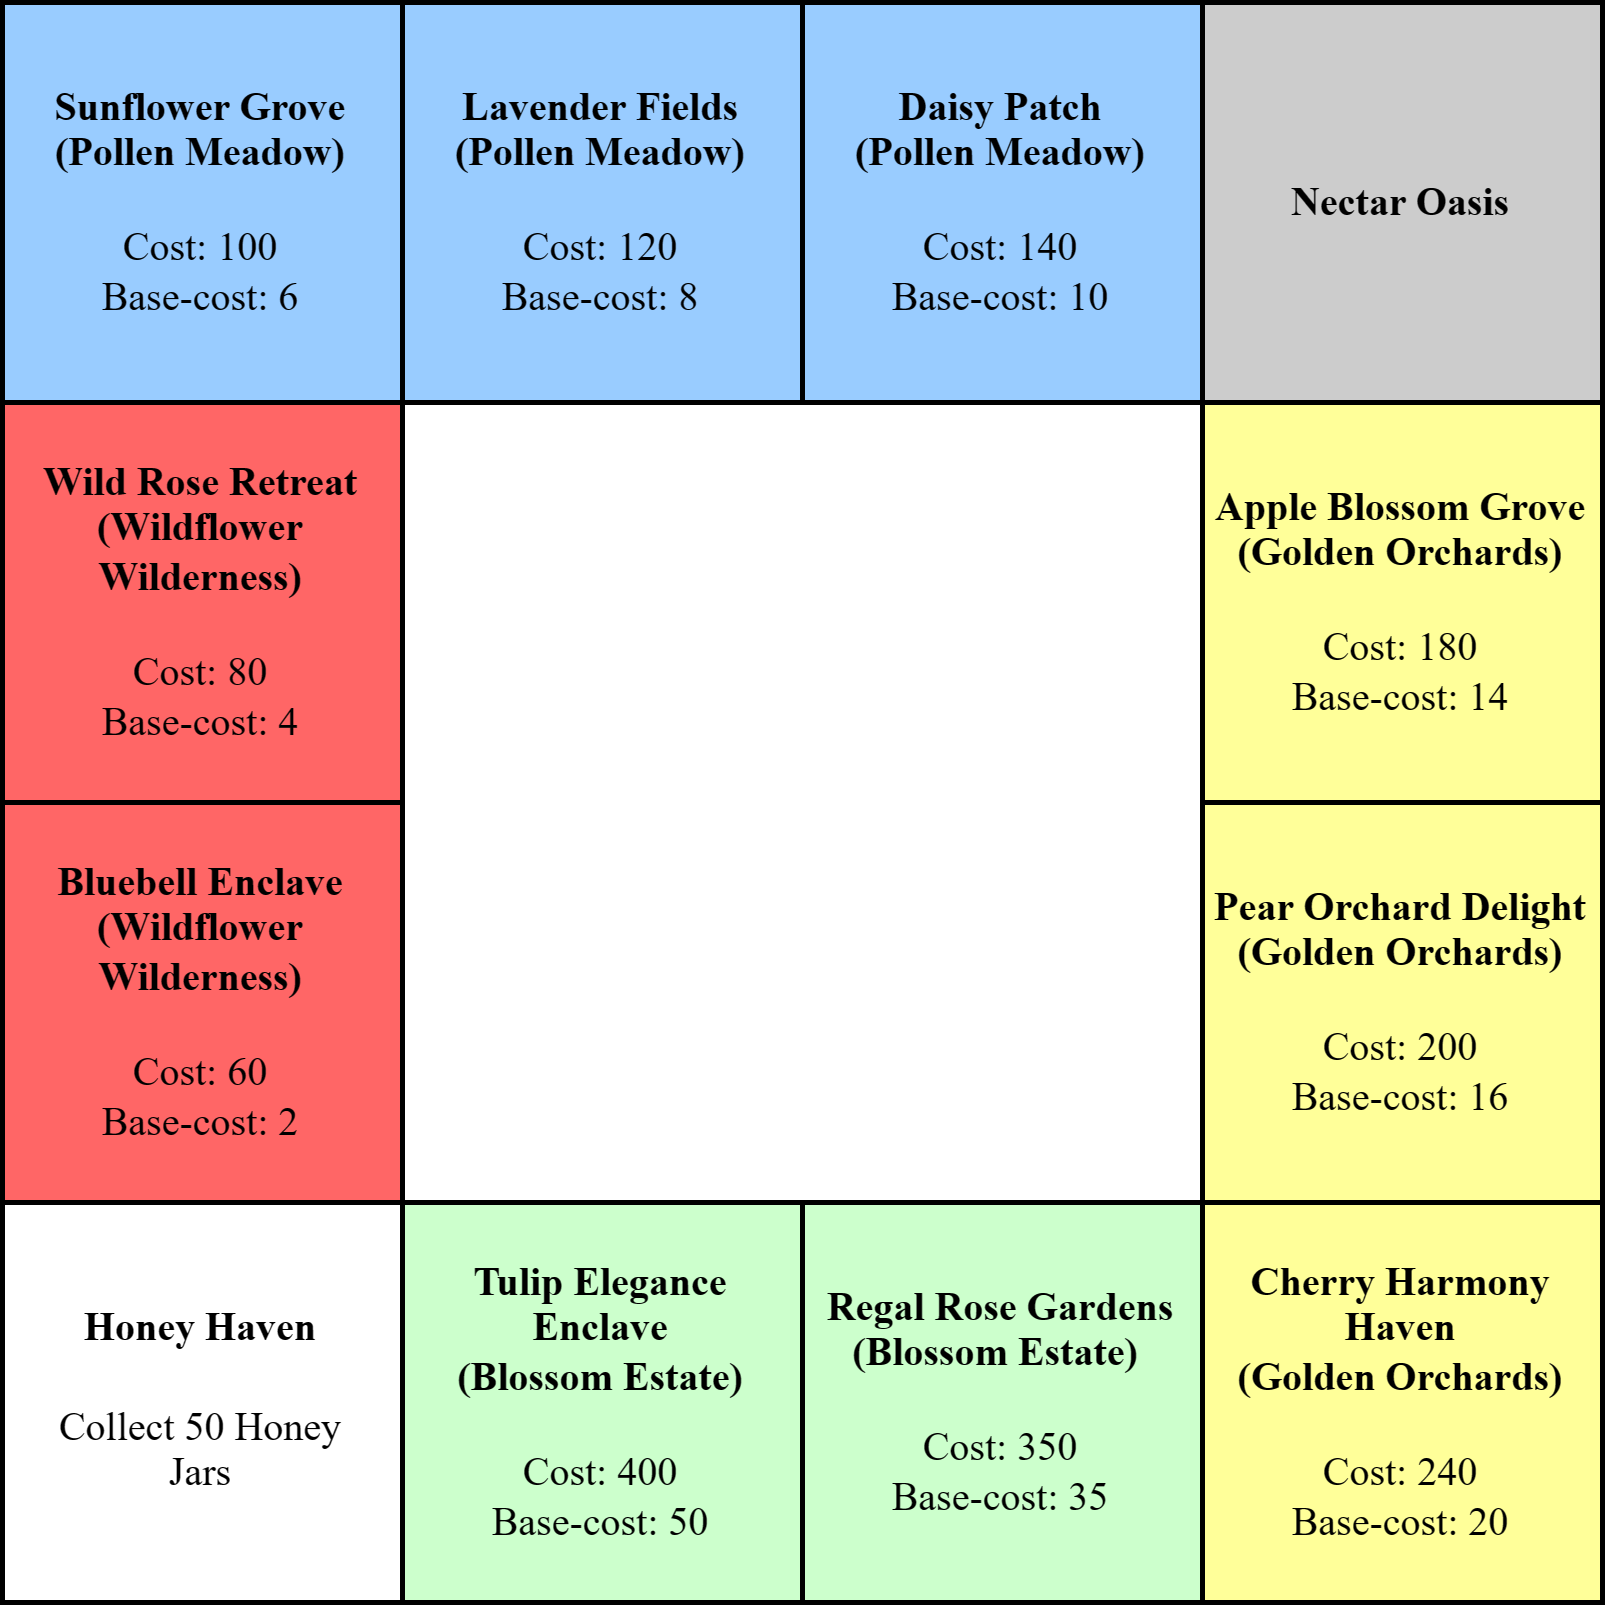 Sunflower Grove
(Pollen Meadow)
Cost: 100
Base-cost: 6
Lavender Fields
(Pollen Meadow)
Cost: 120
Base-cost: 8
Daisy Patch
(Pollen Meadow)
Cost: 140
Base-cost: 10
Nectar Oasis
Wild Rose Retreat
(Wildflower
Wilderness)
Cost: 80
Base-cost: 4
Apple Blossom Grove
(Golden Orchards)
Cost: 180
Base-cost: 14
Bluebell Enclave
(Wildflower
Wilderness)
Cost: 60
Base-cost: 2
Pear Orchard Delight
(Golden Orchards)
Cost: 200
Base-cost: 16
Honey Haven
Collect 50 Honey
Jars
Tulip Elegance
Enclave
(Blossom Estate)
Cost: 400
Base-cost: 50
Regal Rose Gardens
(Blossom Estate)
Cost: 350
Base-cost: 35
Cherry Harmony
Haven
(Golden Orchards)
Cost: 240
Base-cost: 20